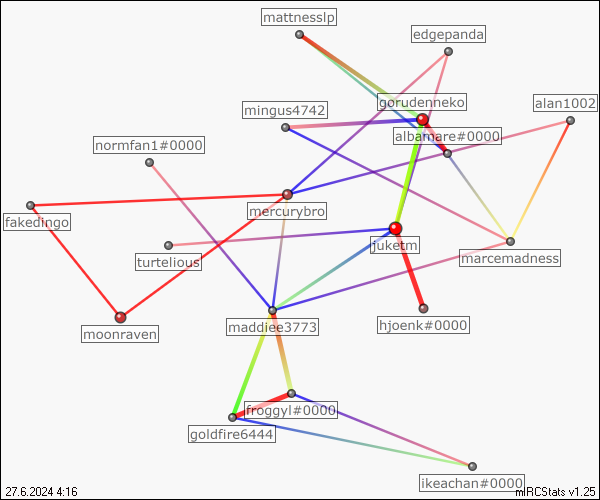 mattnesslp
edgepanda
gorudenneko
alan1002
mingus4742
albamare#0000
normfan1#0000
mercurybro
fakedingo
juketm
marcemadness
turtelious
maddiee3773
hjoenk#0000
moonraven
froggyl#0000
goldfire6444
ikeachan#0000
27.6.2024 4:16
mIRCStats v1.25